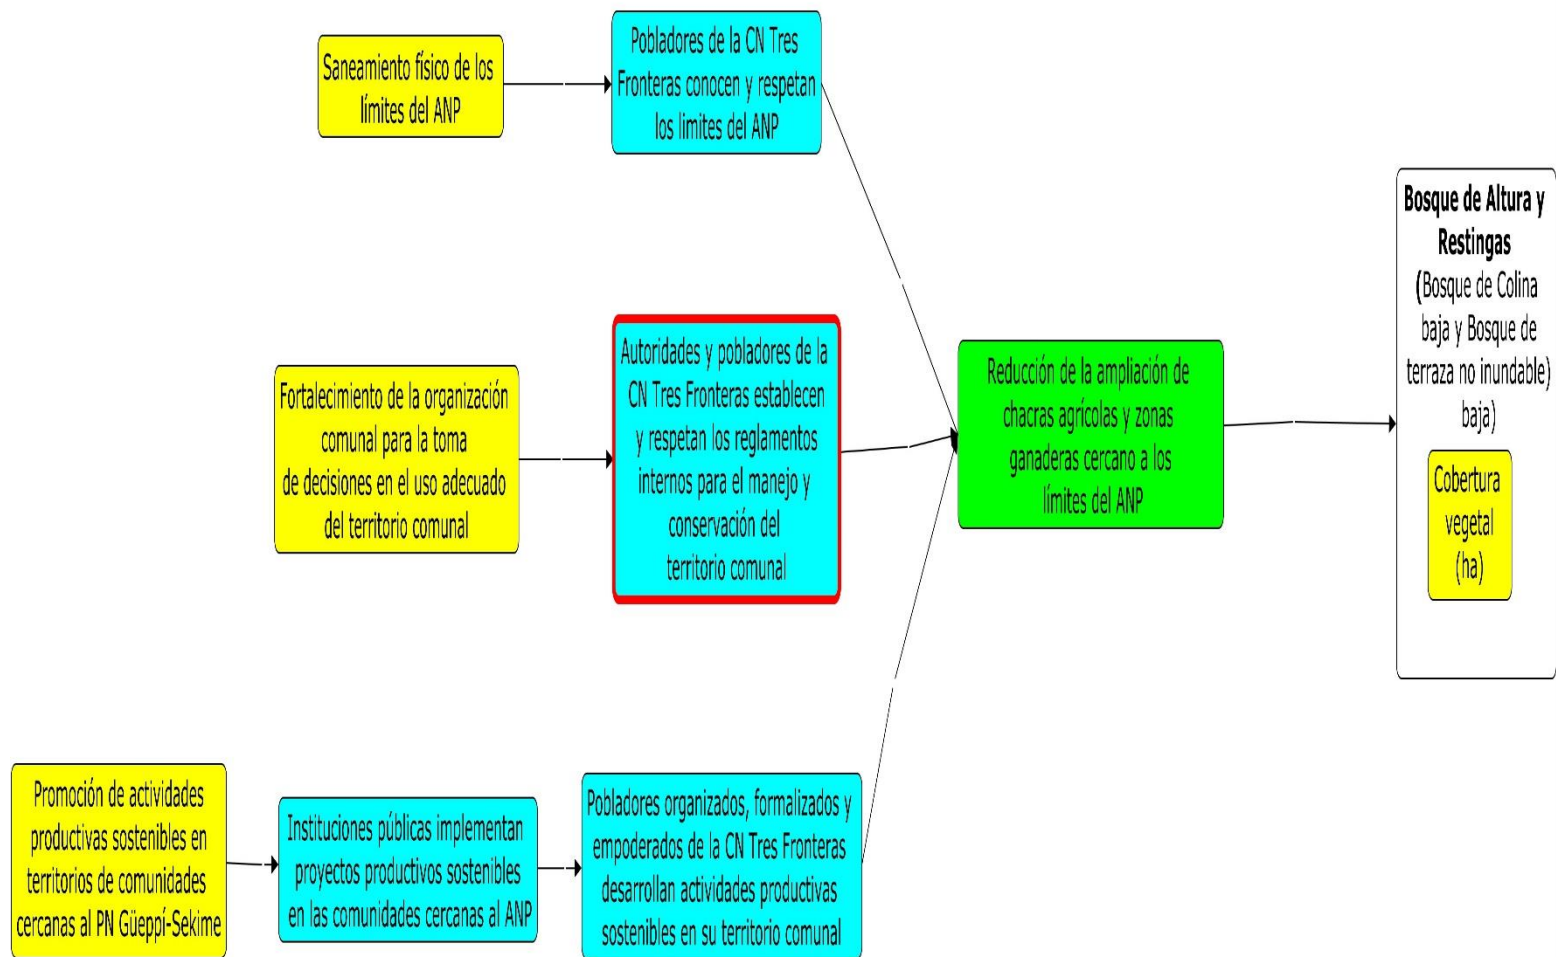 Saneamiento físico de los
límites del ANP
Pobladores de la CN Tres
Fronteras conocen y respetan
los limites del ANP
Fortalecimiento de la organización
comunal para la toma
de decisiones en el uso adecuado
del territorio comunal
Autoridades y pobladores de la
CN Tres Fronteras establecen
y respetan los reglamentos
internos para el manejo y
conservación del
territorio comunal
Promoción de actividades
productivas sostenibles en
territorios de comunidades
cercanas al PN Güeppí-Sekime
Instituciones públicas implementan
proyectos productivos sostenibles
en las comunidades cercanas al ANP
Pobladores organizados, formalizados y
empoderados de la CN Tres Fronteras
desarrollan actividades productivas
sostenibles en su territorio comunal
Reducción de la ampliación de
chacras agrícolas y zonas
ganaderas cercano a los
límites del ANP
Bosque de Altura y
Restingas
(Bosque de Colina
baja y Bosque de
terraza no inundable)
baja)
Cobertura
vegetal
(ha)